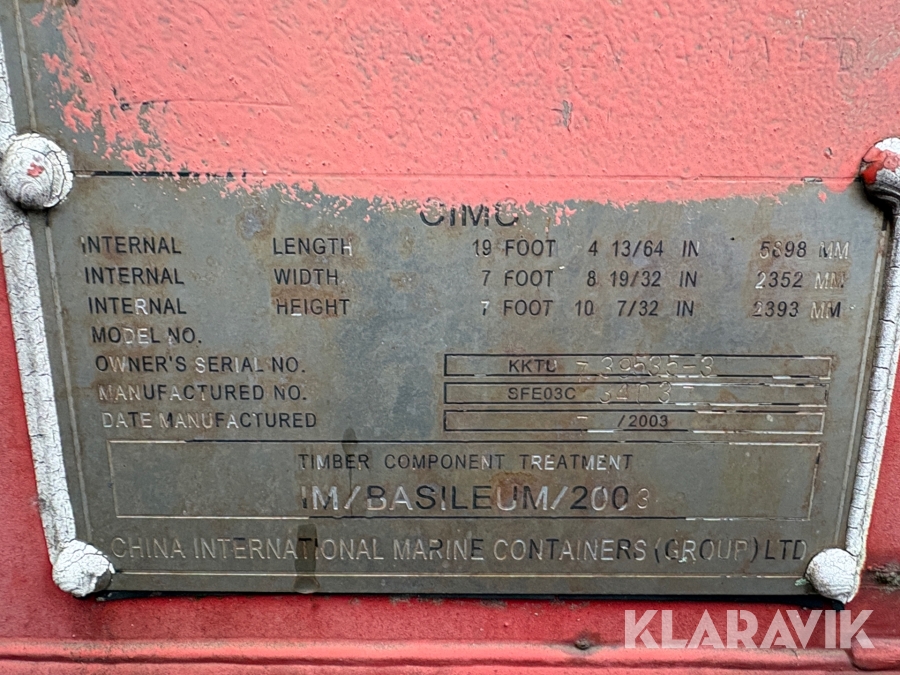 CIMC
INTERNAL LENGTH 19 FOOT 4 13/64 IN 5898 MM
INTERNAL WIDTH 7 FOOT 8 19/32 IN 2352 MM
INTERNAL HEIGHT 7 FOOT 10 7/32 IN 2393 MM
MODEL NO.
OWNER'S SERIAL NO. KKTU
MANUFACTURED NO. SFE03C
DATE MANUFACTURED /2003
TIMBER COMPONENT TREATMENT
IM/BASILEUM/2003
CHINA INTERNATIONAL MARINE CONTAINERS (GROUP) LTD
KLARAVIK